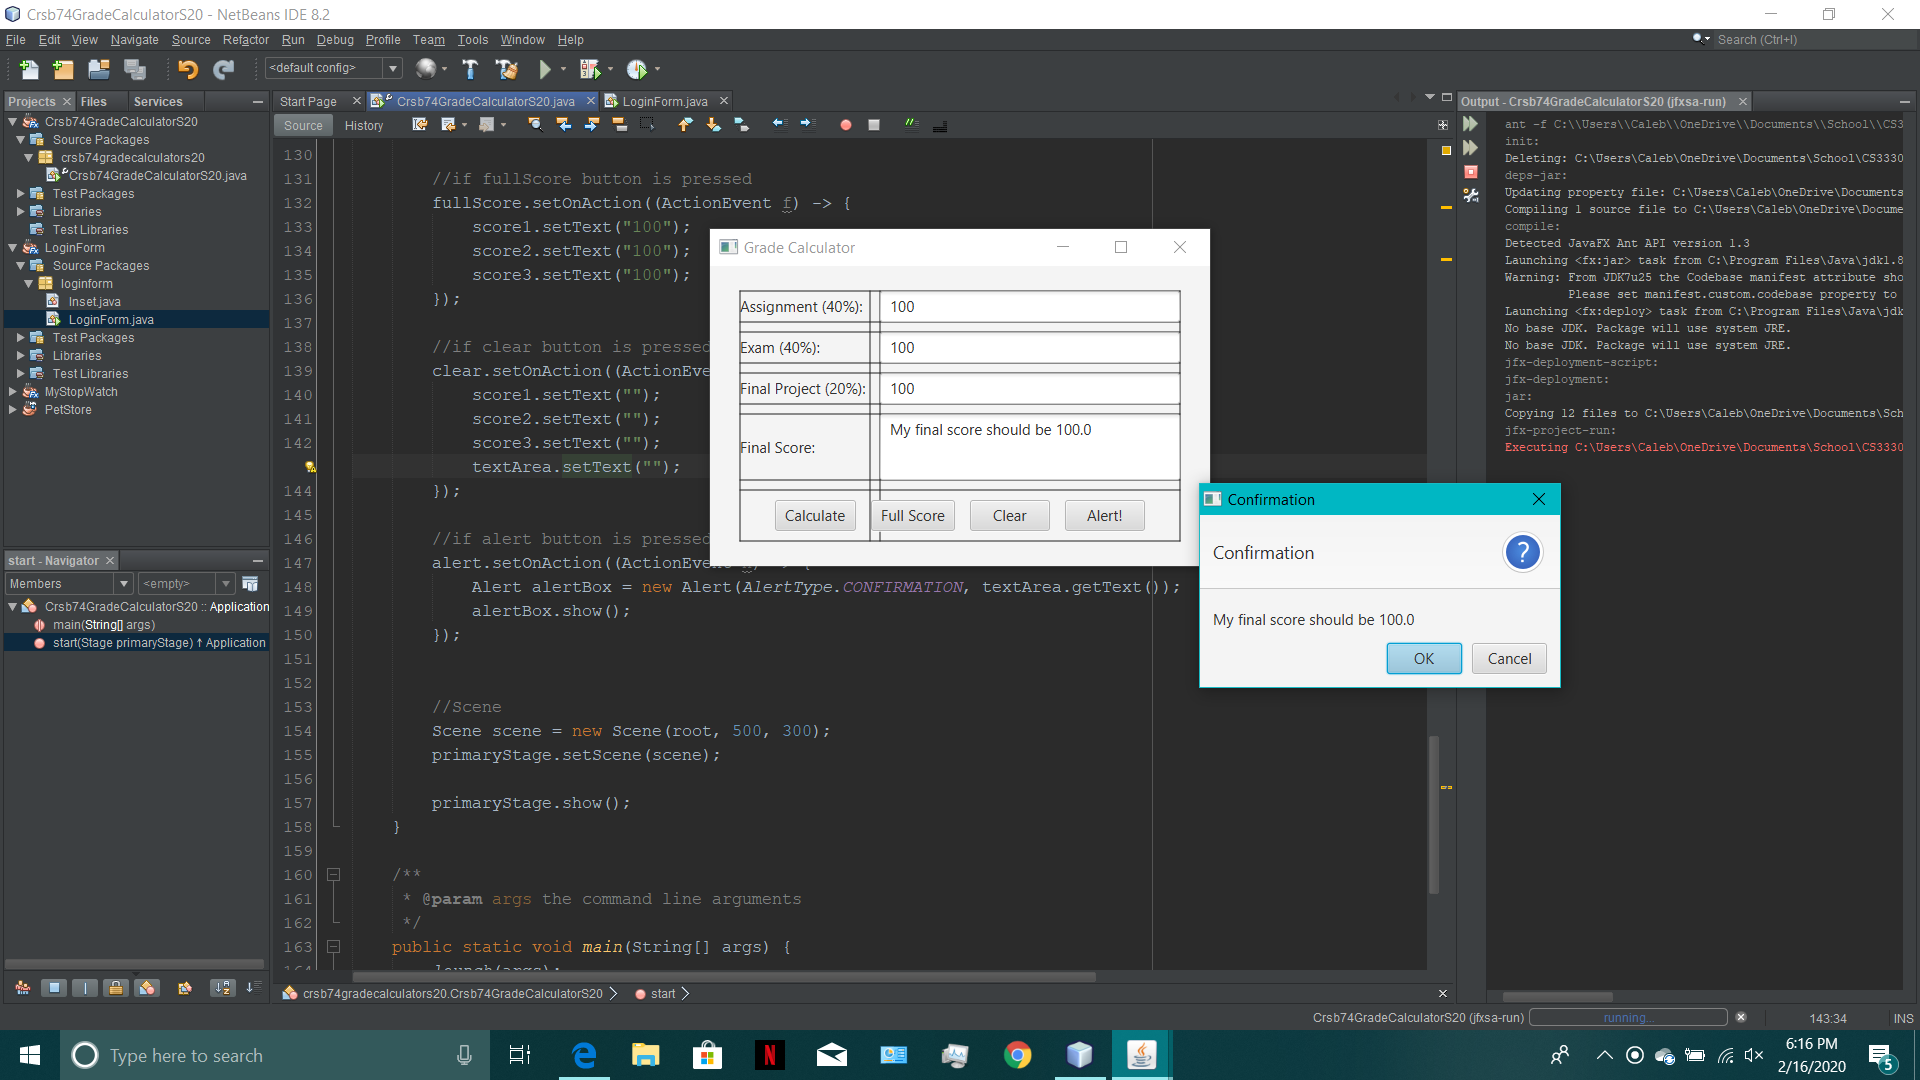 Crsb74GradeCalculatorS20 - NetBeans IDE 8.2
File Edit View Navigate Source Refactor Run Debug Profile Team Tools Window Help
Search (Ctrl+I)
<default config>
Projects Files Services
Crsb74GradeCalculatorS20
Source Packages
crsb74gradecalculators20
Crsb74GradeCalculatorS20.java
Test Packages
Libraries
Test Libraries
LoginForm
Source Packages
loginform
Inset.java
LoginForm.java
Test Packages
Libraries
Test Libraries
MyStopWatch
PetStore
start - Navigator
Members <empty>
Crsb74GradeCalculatorS20 :: Application
main(String[] args)
start(Stage primaryStage) ↑ Application
Start Page Crsb74GradeCalculatorS20.java LoginForm.java
Source History
130
131 //if fullScore button is pressed
132 fullScore.setOnAction((ActionEvent f) -> {
133 score1.setText("100");
134 score2.setText("100");
135 score3.setText("100");
136 });
137
138 //if clear button is pressed
139 clear.setOnAction((ActionEve
140 score1.setText("");
141 score2.setText("");
142 score3.setText("");
textArea.setText("");
144 });
145
146 //if alert button is pressed
147 alert.setOnAction((ActionEvent
148 Alert alertBox = new Alert(AlertType.CONFIRMATION, textArea.getText());
149 alertBox.show();
150 });
151
152
153 //Scene
154 Scene scene = new Scene(root, 500, 300);
155 primaryStage.setScene(scene);
156
157 primaryStage.show();
158 }
159
160 /**
161 * @param args the command line arguments
162 */
163 public static void main(String[] args) {
164 launch(args);
crsb74gradecalculators20.Crsb74GradeCalculatorS20 start
Grade Calculator
Assignment (40%): 100
Exam (40%): 100
Final Project (20%): 100
Final Score: My final score should be 100.0
Calculate Full Score Clear Alert!
Confirmation
Confirmation
?
My final score should be 100.0
OK Cancel
Output - Crsb74GradeCalculatorS20 (jfxsa-run)
ant -f C:\\Users\\Caleb\\OneDrive\\Documents\\School\\CS3
init:
Deleting: C:\Users\Caleb\OneDrive\Documents\School\CS3330
deps-jar:
Updating property file: C:\Users\Caleb\OneDrive\Documents
Compiling 1 source file to C:\Users\Caleb\OneDrive\Docume
compile:
Detected JavaFX Ant API version 1.3
Launching <fx:jar> task from C:\Program Files\Java\jdk1.8
Warning: From JDK7u25 the Codebase manifest attribute sho
Please set manifest.custom.codebase property to
Launching <fx:deploy> task from C:\Program Files\Java\jdk
No base JDK. Package will use system JRE.
No base JDK. Package will use system JRE.
jfx-deployment-script:
jfx-deployment:
jar:
Copying 12 files to C:\Users\Caleb\OneDrive\Documents\Sch
jfx-project-run:
Executing C:\Users\Caleb\OneDrive\Documents\School\CS3330
Crsb74GradeCalculatorS20 (jfxsa-run) running... 143:34 INS
Type here to search
6:16 PM
2/16/2020
5